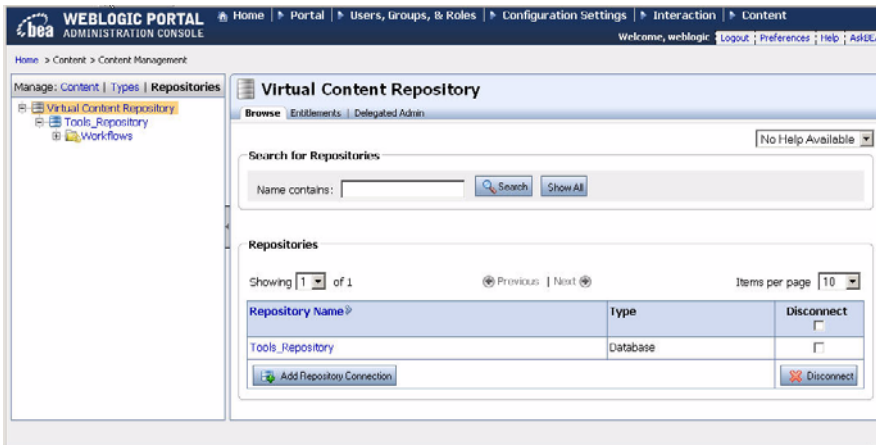 bea WEBLOGIC PORTAL
ADMINISTRATION CONSOLE
Home | Portal | Users, Groups, & Roles | Configuration Settings | Interaction | Content
Welcome, weblogic Logout Preferences Help AskBEA
Home > Content > Content Management
Manage: Content | Types | Repositories
Virtual Content Repository
Tools_Repository
Workflows
Virtual Content Repository
Browse Entitlements | Delegated Admin
No Help Available
Search for Repositories
Name contains: Search Show All
Repositories
Showing 1 of 1 Previous | Next Items per page 10
Repository Name Type Disconnect
Tools_Repository Database
Add Repository Connection Disconnect